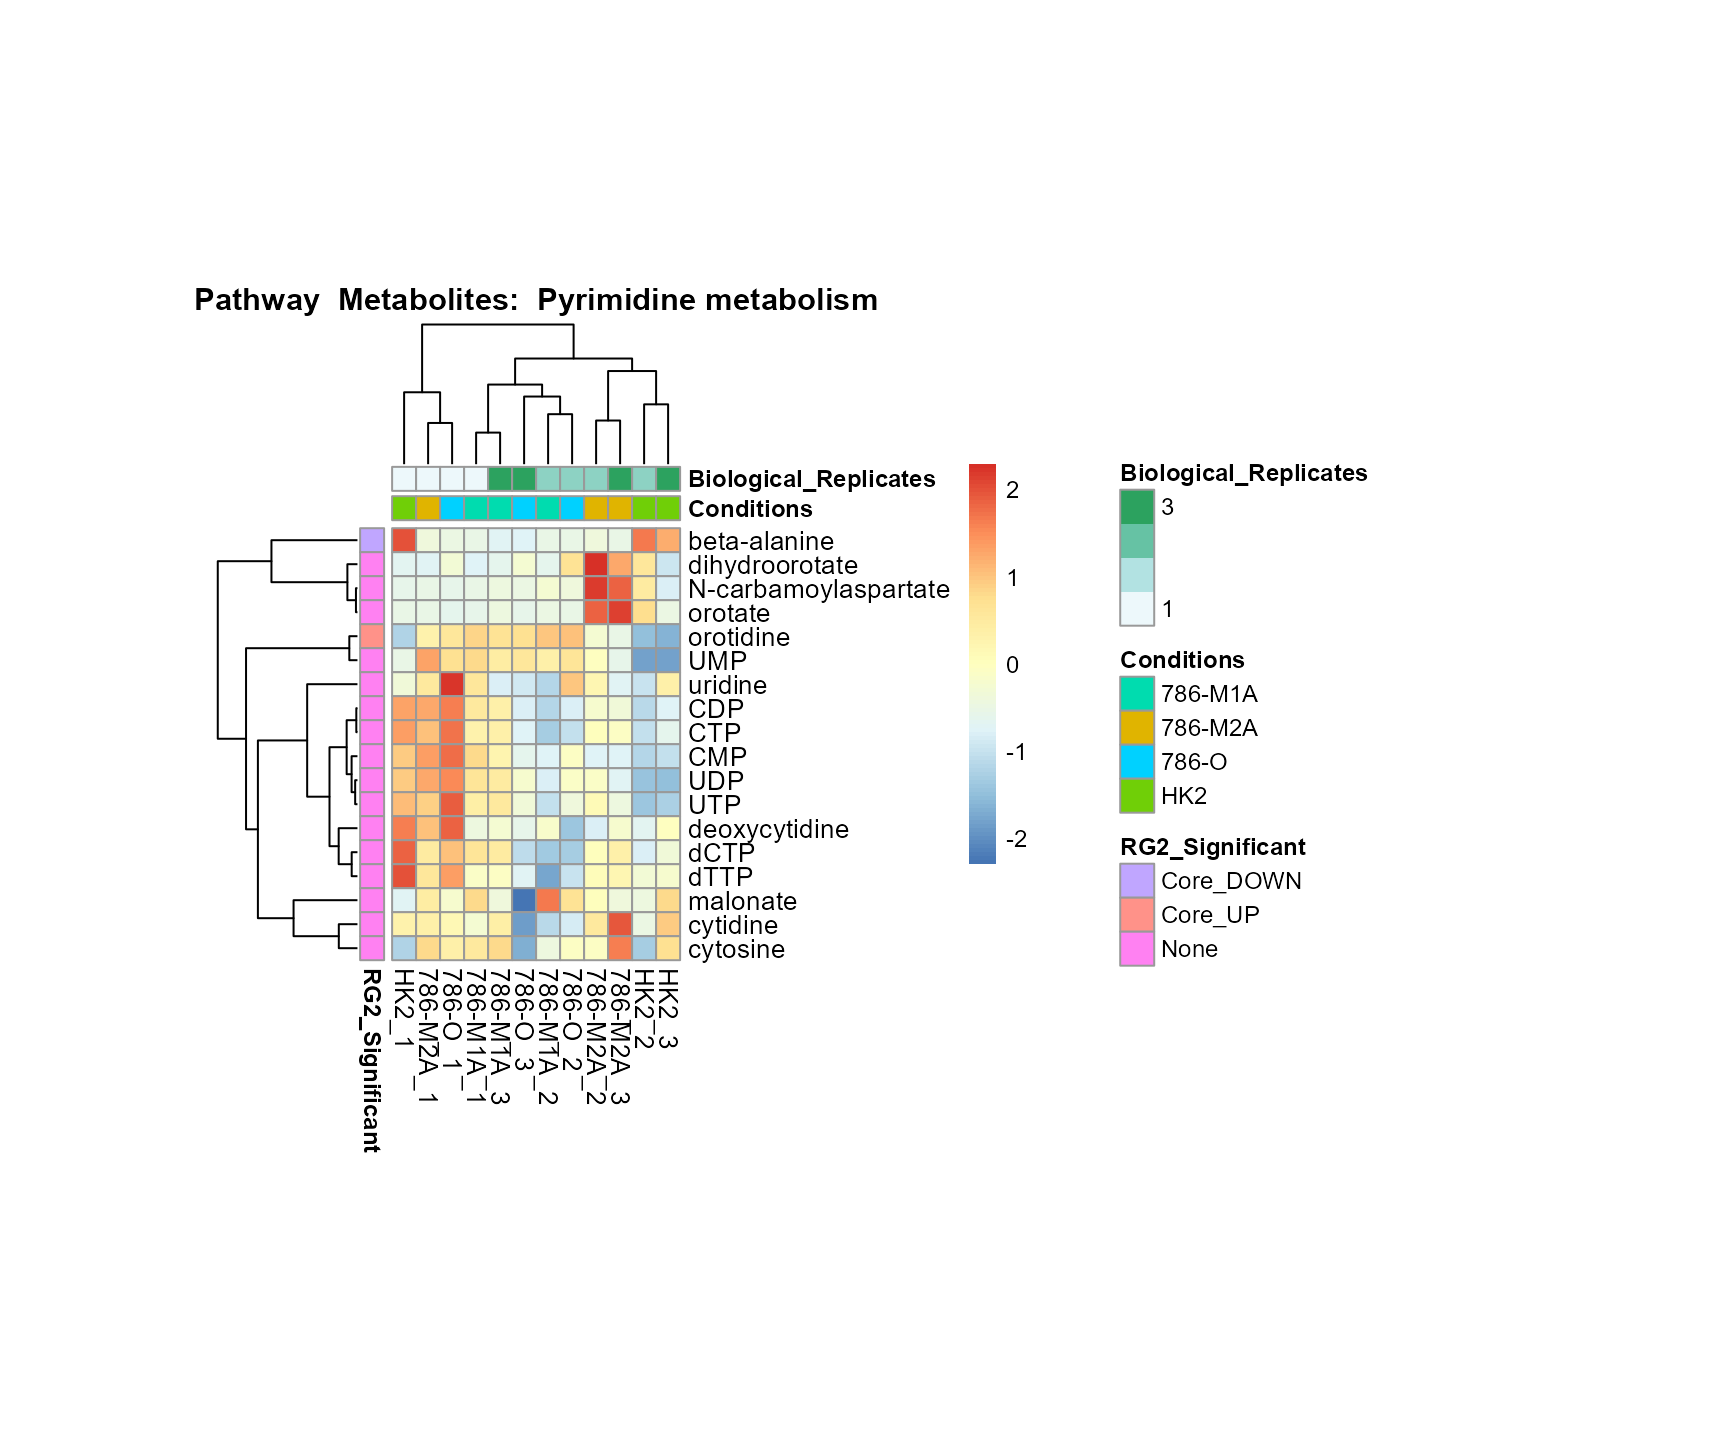 Pathway  Metabolites:  Pyrimidine metabolism
Biological_Replicates
Conditions
beta-alanine
dihydroorotate
N-carbamoylaspartate
orotate
orotidine
UMP
uridine
CDP
CTP
CMP
UDP
UTP
deoxycytidine
dCTP
dTTP
malonate
cytidine
cytosine
RG2_Significant
HK2_1
786-M2A_1
786-O_1
786-M1A_1
786-M1A_3
786-O_3
786-M1A_2
786-O_2
786-M2A_2
786-M2A_3
HK2_2
HK2_3
2
1
0
-1
-2
Biological_Replicates
3
1
Conditions
786-M1A
786-M2A
786-O
HK2
RG2_Significant
Core_DOWN
Core_UP
None